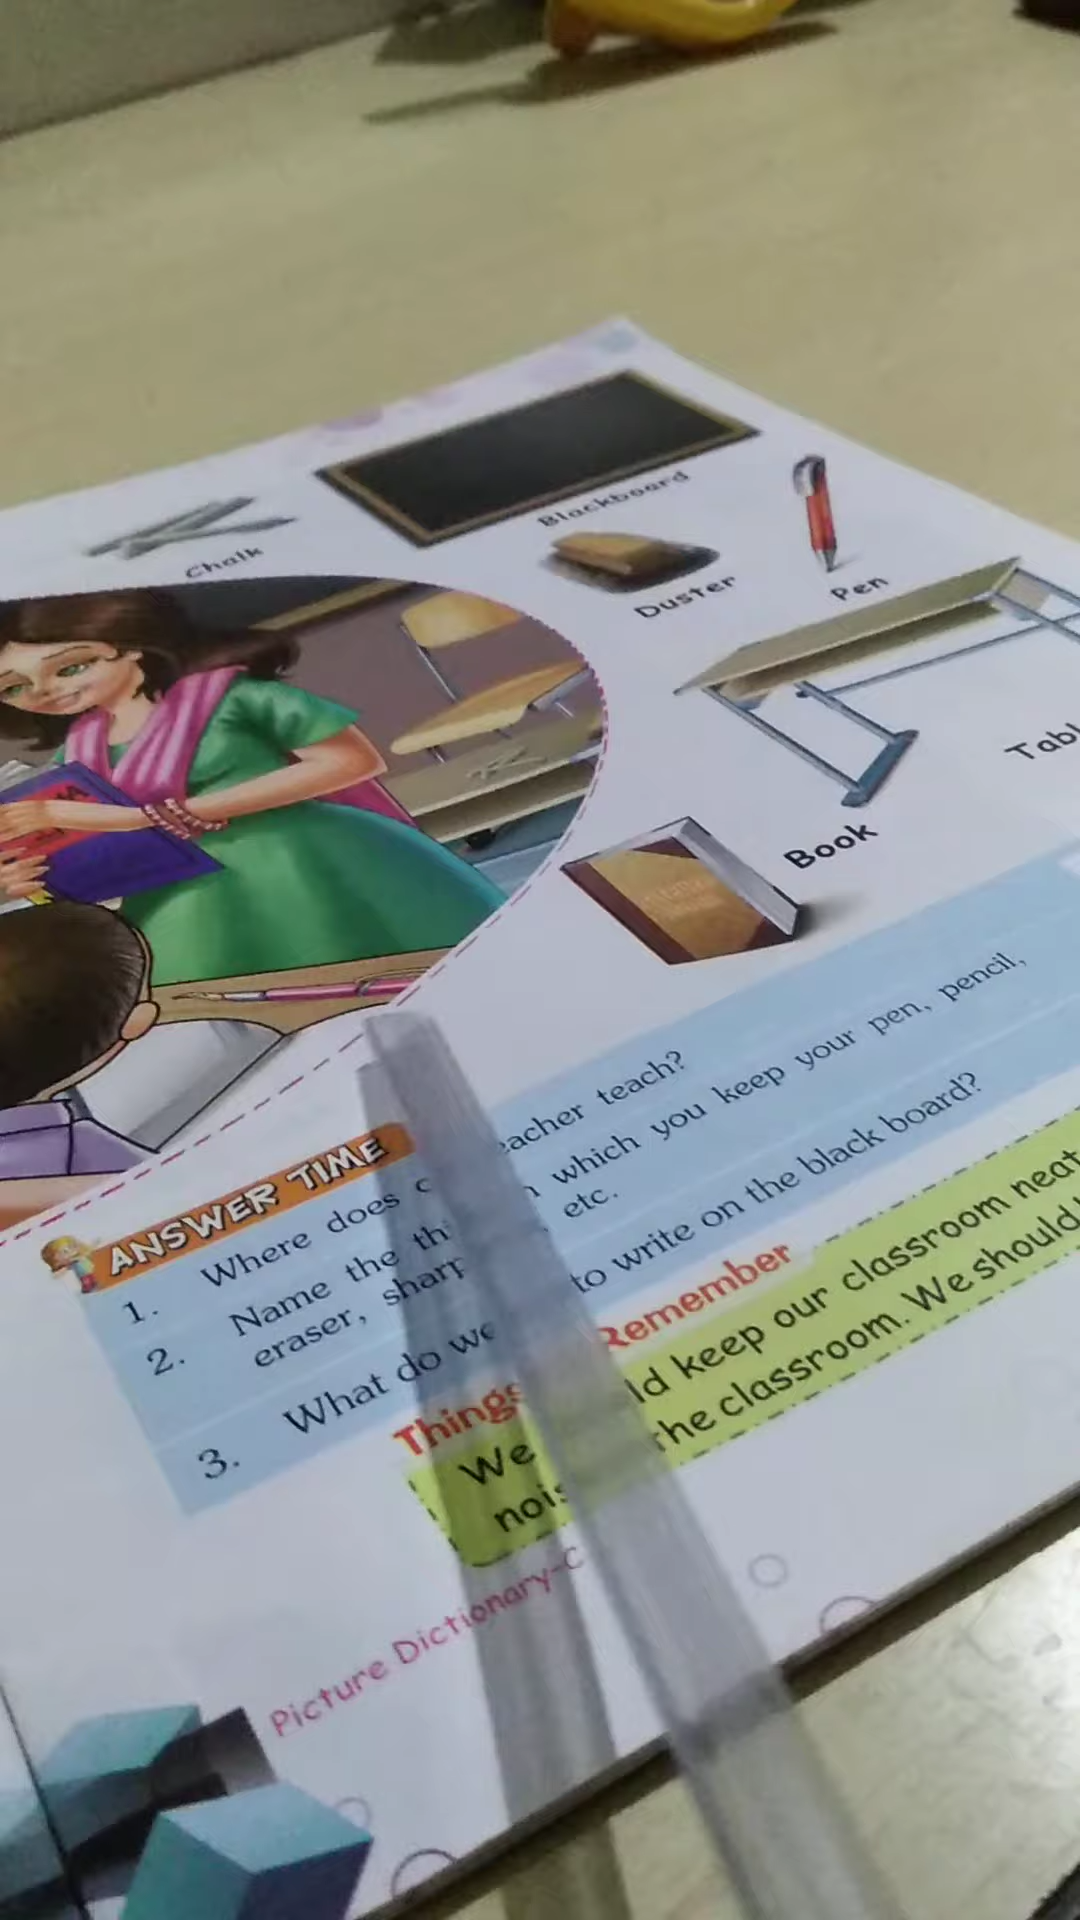 Blackboard
Chalk
Duster
Pen
Tabl
Book
ANSWER TIME
1. Where does c eacher teach?
2. Name the thi n which you keep your pen, pencil,
eraser, sharp etc.
3. What do we to write on the black board?
Things Remember
We ld keep our classroom neat
nois the classroom. We should
Picture Dictionary-C